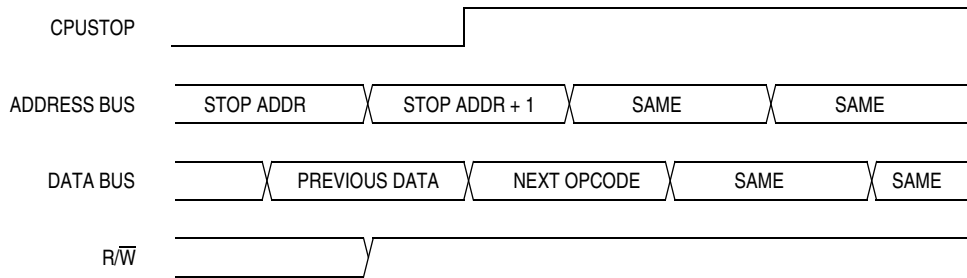 CPUSTOP
ADDRESS BUS STOP ADDR STOP ADDR + 1 SAME SAME
DATA BUS PREVIOUS DATA NEXT OPCODE SAME SAME
R/W̅